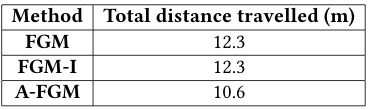 Method Total distance travelled (m)
FGM 12.3
FGM-I 12.3
A-FGM 10.6